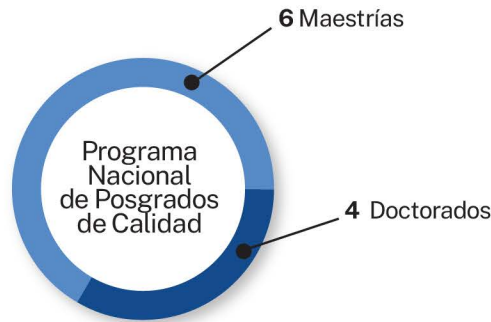 6 Maestrías
Programa
Nacional
de Posgrados
de Calidad
4 Doctorados